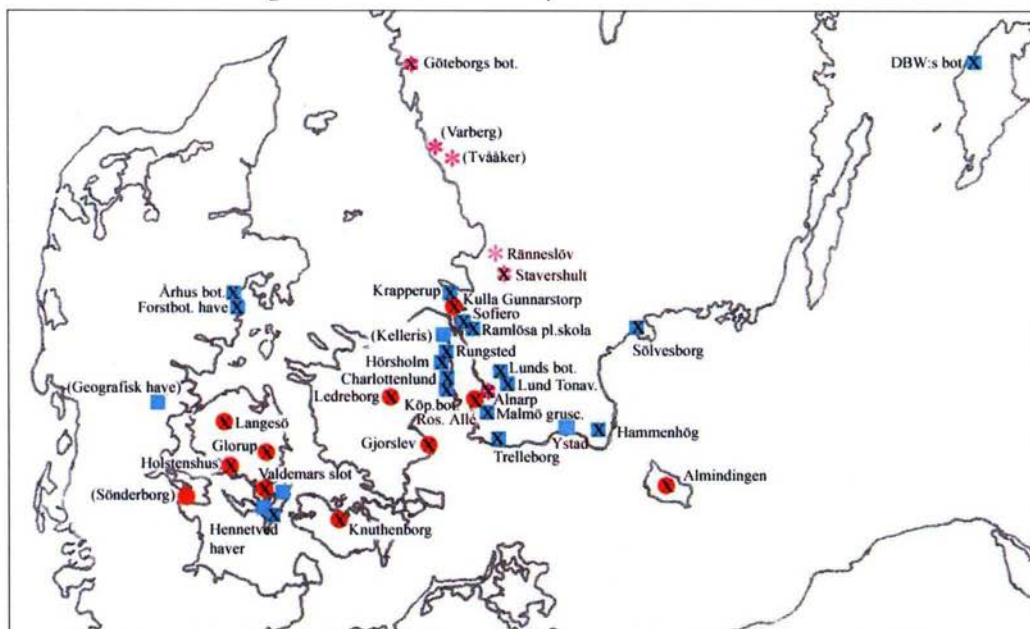 Göteborgs bot.
DBW:s bot
(Varberg)
(Tvååker)
Ränneslöv
Stavershult
Århus bot.
Forstbot. have
Krapperup
Kulla Gunnarstorp
Sofiero
Ramlösa pl.skola
(Kelleris)
Sölvesborg
Rungsted
Hörsholm
Lunds bot.
(Geografisk have)
Charlottenlund
Lund Tonav.
Ledreborg
Köp.bot.
Alnarp
Ros. Allé
Malmö grusc.
Langesö
Gjorslev
Trelleborg
Ystad
Hammenhög
Glorup
Holstenshus
Valdemars slot
Almindingen
(Sönderborg)
Hennetved
haver
Knuthenborg